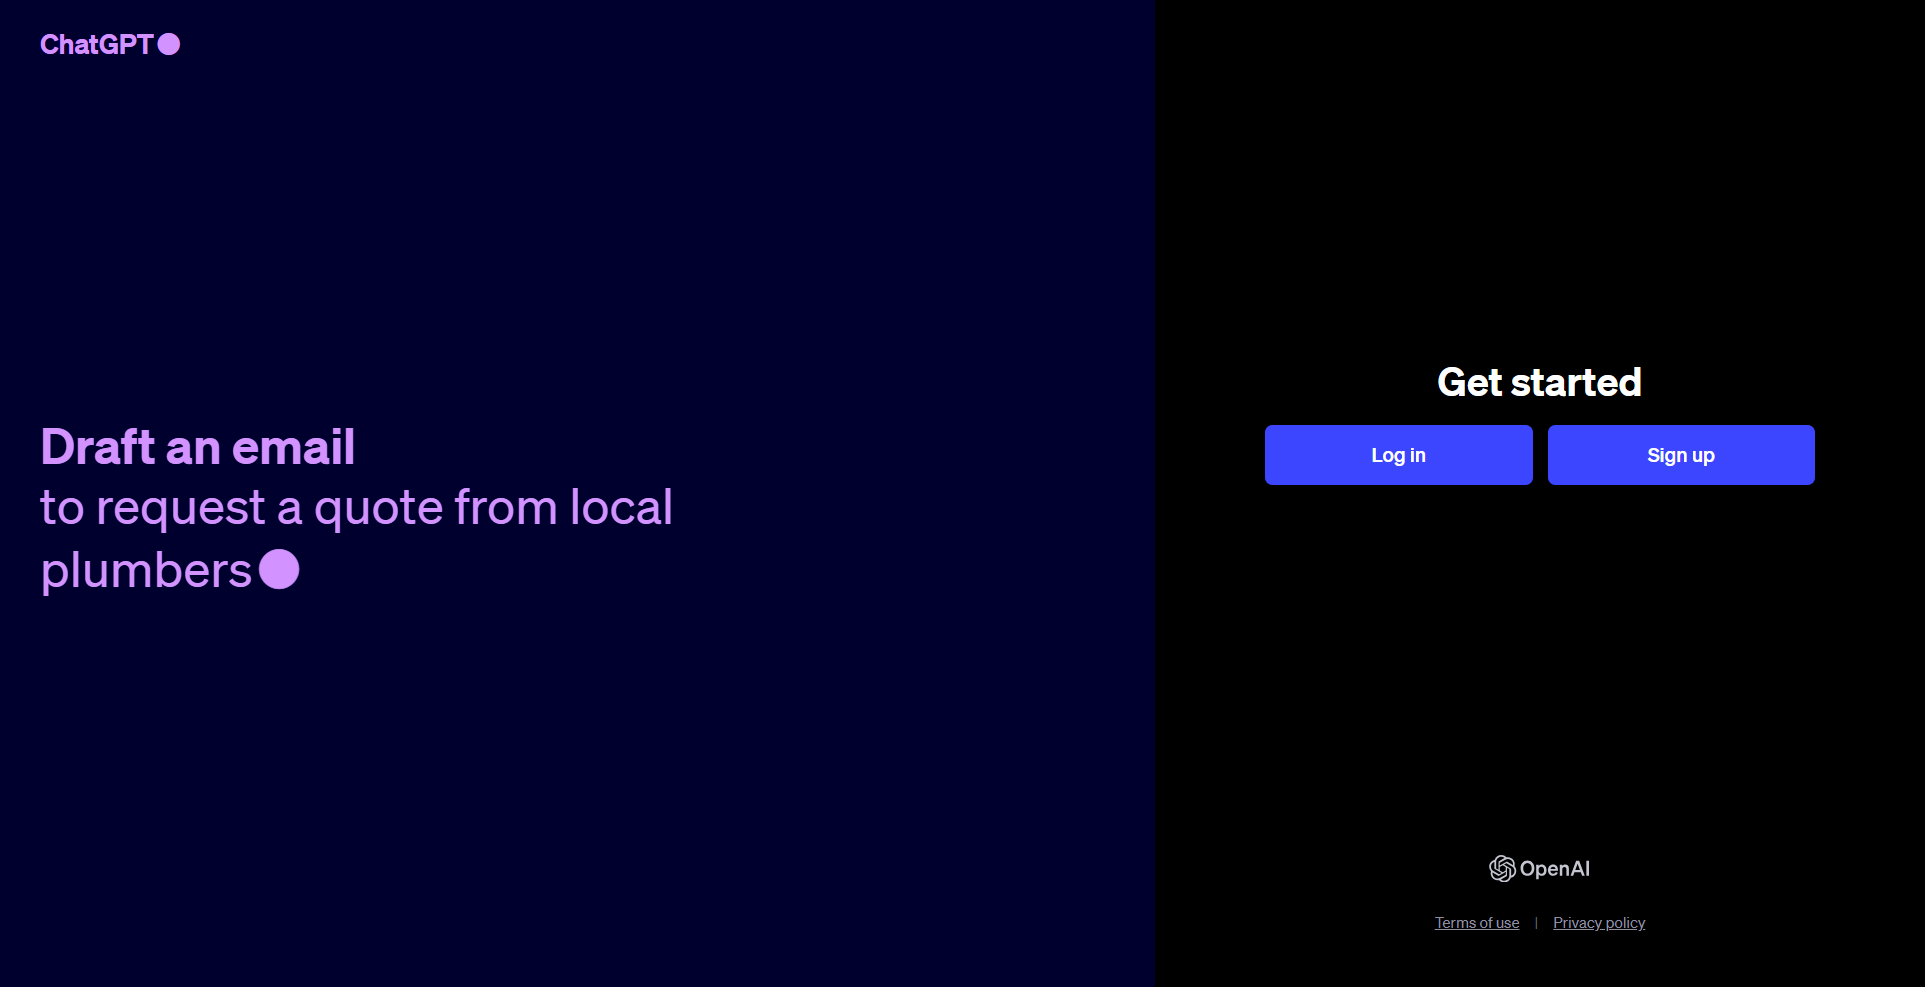 ChatGPT
Draft an email
to request a quote from local
plumbers
Get started
Log in
Sign up
OpenAI
Terms of use | Privacy policy